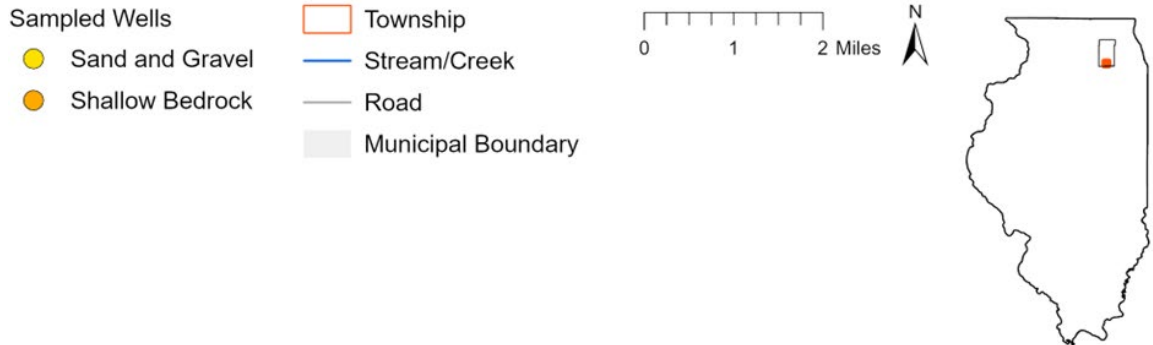 Sampled Wells
Sand and Gravel
Shallow Bedrock
Township
Stream/Creek
Road
Municipal Boundary
0 1 2 Miles
N